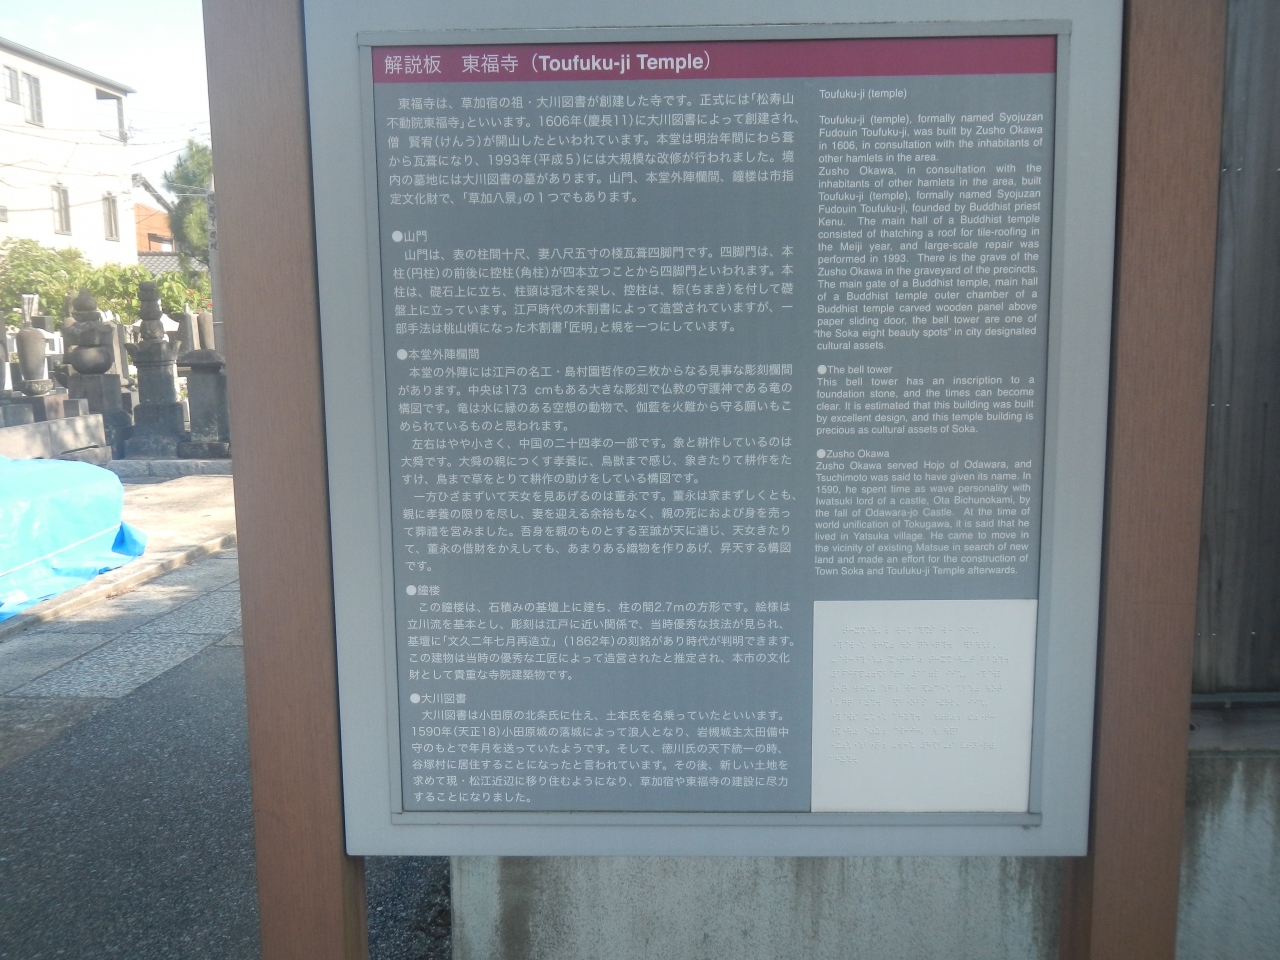 解説板　東福寺（Toufuku-ji Temple）
東福寺は、草加宿の祖・大川図書が創建した寺です。正式には「松寿山
不動院東福寺」といいます。1606年(慶長11)に大川図書によって創建され、
僧 賢宥(けんう)が開山したといわれています。本堂は明治年間にわら葺
から瓦葺になり、1993年(平成5)には大規模な改修が行われました。境
内の墓地には大川図書の墓があります。山門、本堂外陣欄間、鐘楼は市指
定文化財で、「草加八景」の1つでもあります。
●山門
山門は、表の柱間十尺、妻八尺五寸の桟瓦葺四脚門です。四脚門は、本
柱(円柱)の前後に控柱(角柱)が四本立つことから四脚門といわれます。本
柱は、礎石上に立ち、柱頭は冠木を架し、控柱は、粽(ちまき)を付して礎
盤上に立っています。江戸時代の木割書によって造営されていますが、一
部手法は桃山頃になった木割書「匠明」と規を一つにしています。
●本堂外陣欄間
本堂の外陣には江戸の名工・島村圓哲作の三枚からなる見事な彫刻欄間
があります。中央は173 cmもある大きな彫刻で仏教の守護神である竜の
構図です。竜は水に縁のある空想の動物で、伽藍を火難から守る願いもこ
められているものと思われます。
左右はやや小さく、中国の二十四孝の一部です。象と耕作しているのは
大舜です。大舜の親につくす孝養に、鳥獣まで感じ、象きたりて耕作をた
すけ、鳥まで草をとりて耕作の助けをしている構図です。
一方ひざまずいて天女を見あげるのは董永です。董永は家まずしくとも、
親に孝養の限りを尽し、妻を迎える余裕もなく、親の死におよび身を売っ
て葬禮を営みました。吾身を親のものとする至誠が天に通じ、天女きたり
て、董永の借財をかえしても、あまりある織物を作りあげ、昇天する構図
です。
●鐘楼
この鐘楼は、石積みの基壇上に建ち、柱の間2.7mの方形です。絵様は
立川流を基本とし、彫刻は江戸に近い関係で、当時優秀な技法が見られ、
基壇に「文久二年七月再造立」(1862年)の刻銘があり時代が判明できます。
この建物は当時の優秀な工匠によって造営されたと推定され、本市の文化
財として貴重な寺院建築物です。
●大川図書
大川図書は小田原の北条氏に仕え、土本氏を名乗っていたといいます。
1590年(天正18)小田原城の落城によって浪人となり、岩槻城主太田備中
守のもとで年月を送っていたようです。そして、徳川氏の天下統一の時、
谷塚村に居住することになったと言われています。その後、新しい土地を
求めて現・松江近辺に移り住むようになり、草加宿や東福寺の建設に尽力
することになりました。
Toufuku-ji (temple)
Toufuku-ji (temple), formally named Syojuzan
Fudouin Toufuku-ji, was built by Zusho Okawa
in 1606, in consultation with the inhabitants of
other hamlets in the area.
Zusho Okawa, in consultation with the
inhabitants of other hamlets in the area, built
Toufuku-ji (temple), formally named Syojuzan
Fudouin Toufuku-ji, founded by Buddhist priest
Kenu. The main hall of a Buddhist temple
consisted of thatching a roof for tile-roofing in
the Meiji year, and large-scale repair was
performed in 1993. There is the grave of the
Zusho Okawa in the graveyard of the precincts.
The main gate of a Buddhist temple, main hall
of a Buddhist temple outer chamber of a
Buddhist temple carved wooden panel above
paper sliding door, the bell tower are one of
"the Soka eight beauty spots" in city designated
cultural assets.
●The bell tower
This bell tower has an inscription to a
foundation stone, and the times can become
clear. It is estimated that this building was built
by excellent design, and this temple building is
precious as cultural assets of Soka.
●Zusho Okawa
Zusho Okawa served Hojo of Odawara, and
Tsuchimoto was said to have given its name. In
1590, he spent time as wave personality with
Iwatsuki lord of a castle, Ota Bichunokami, by
the fall of Odawara-jo Castle. At the time of
world unification of Tokugawa, it is said that he
lived in Yatsuka village. He came to move in
the vicinity of existing Matsue in search of new
land and made an effort for the construction of
Town Soka and Toufuku-ji Temple afterwards.